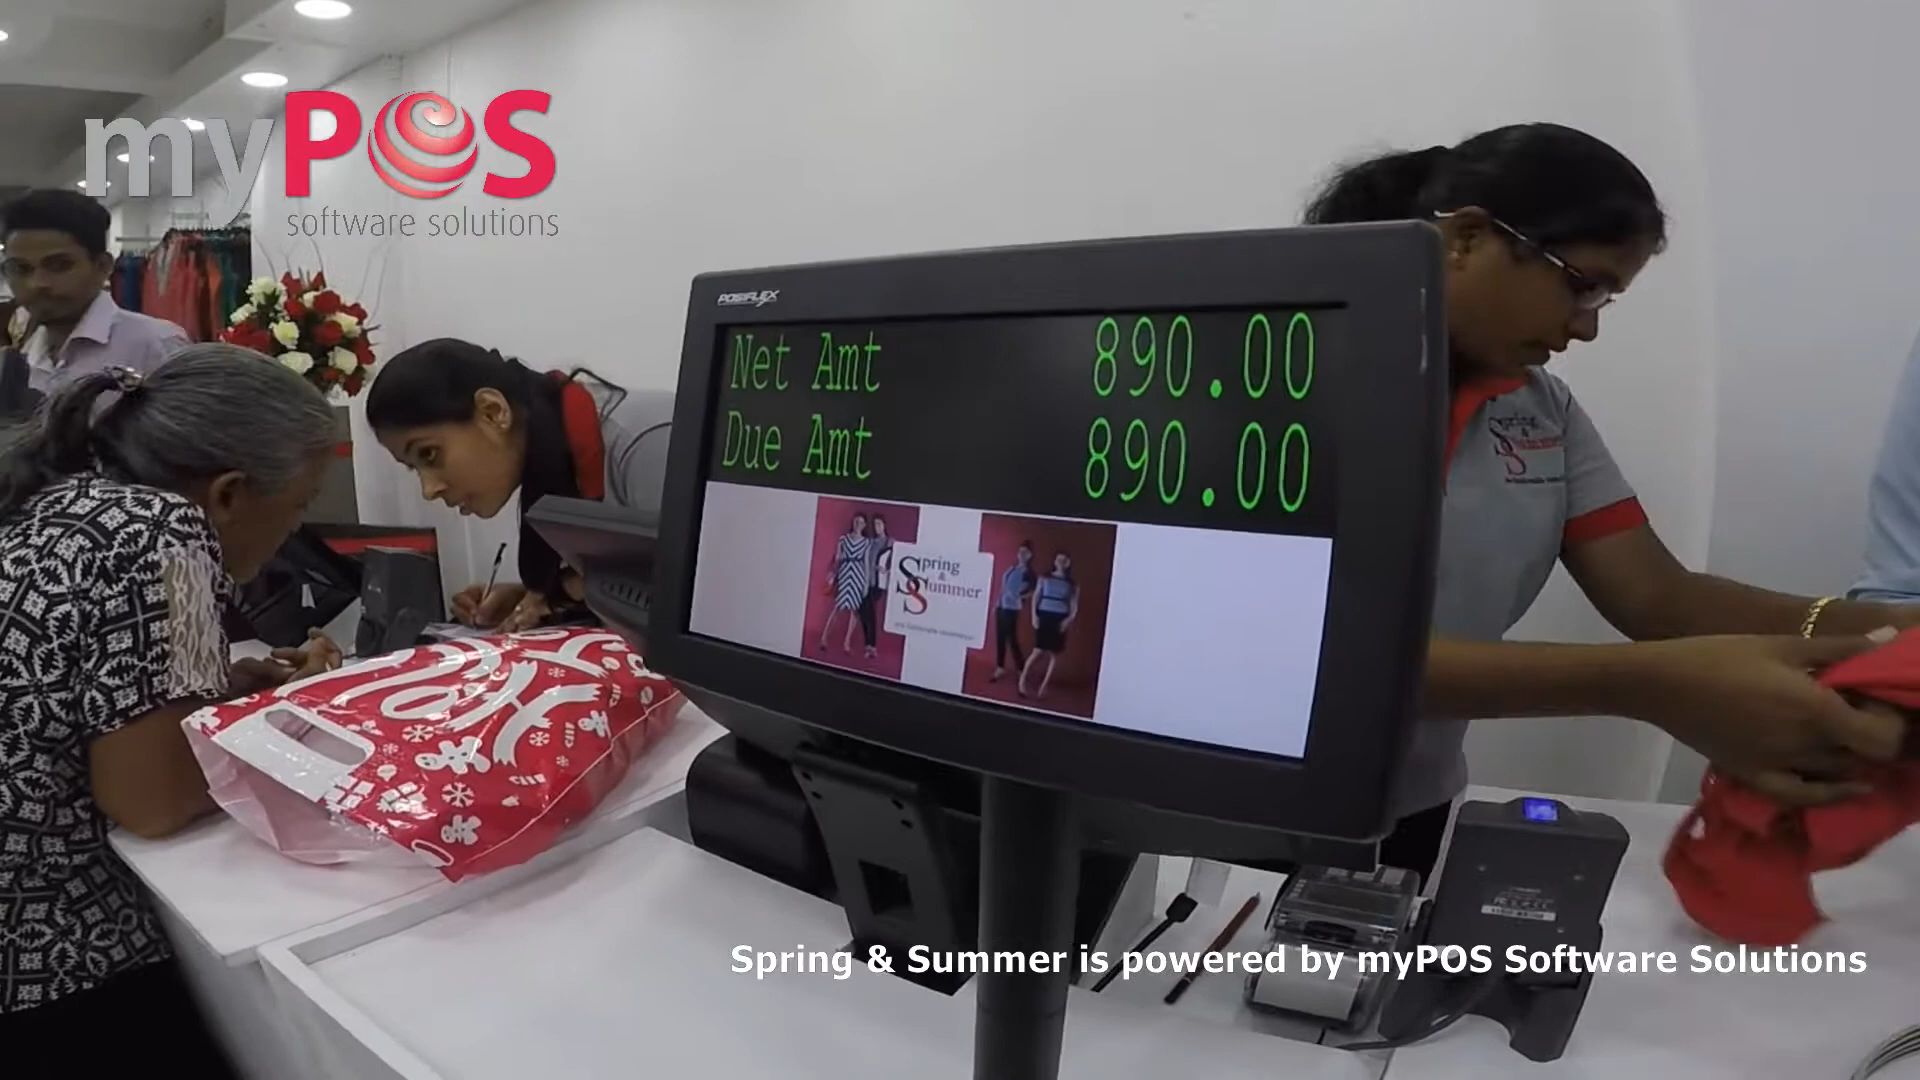 myPOS
software solutions
POSIFLEX
Net Amt 890.00
Due Amt 890.00
Spring
&
Summer
Spring
&
Summer is powered by myPOS Software Solutions